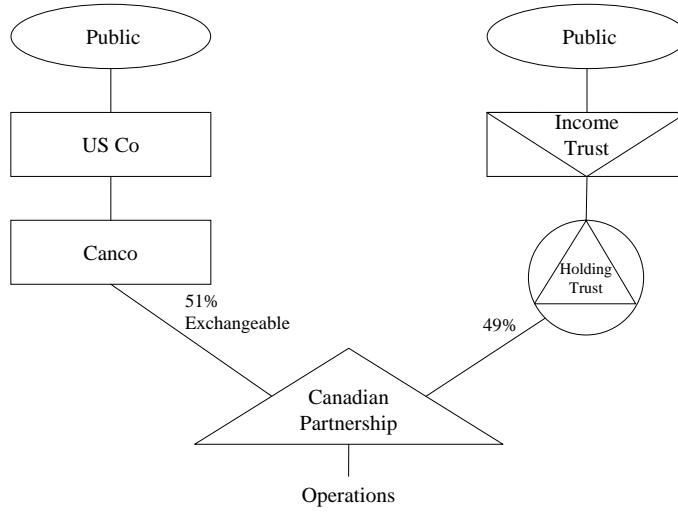 Public
Public
US Co
Income
Trust
Canco
Holding
Trust
51%
Exchangeable
49%
Canadian
Partnership
Operations